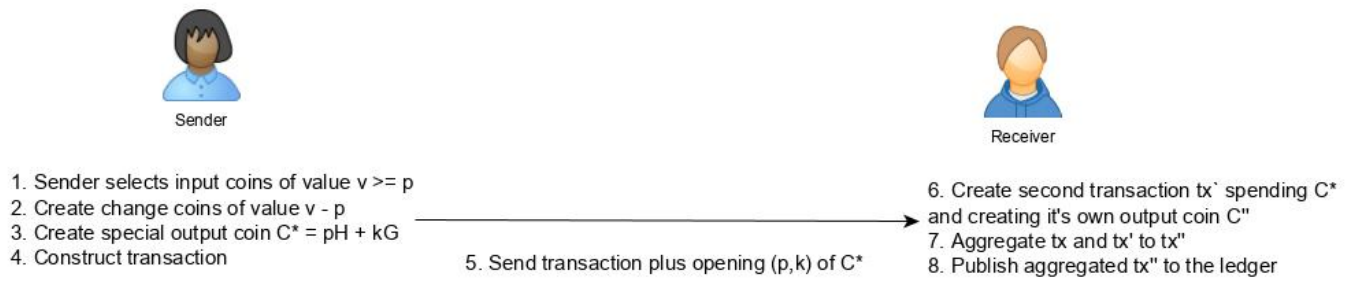 Sender
Receiver
1. Sender selects input coins of value v >= p
2. Create change coins of value v - p
3. Create special output coin C* = pH + kG
4. Construct transaction
5. Send transaction plus opening (p,k) of C*
6. Create second transaction tx` spending C*
and creating it's own output coin C"
7. Aggregate tx and tx' to tx"
8. Publish aggregated tx" to the ledger